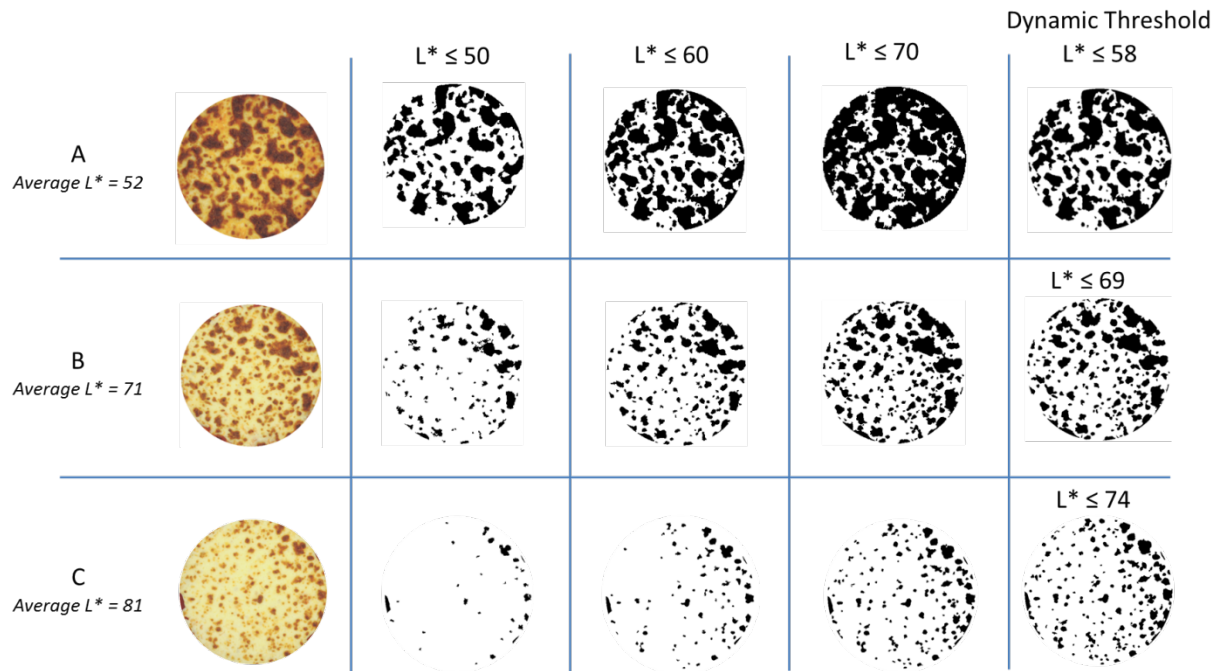 Dynamic Threshold
L* ≤ 50
L* ≤ 60
L* ≤ 70
L* ≤ 58
A
Average L* = 52
L* ≤ 69
B
Average L* = 71
L* ≤ 74
C
Average L* = 81